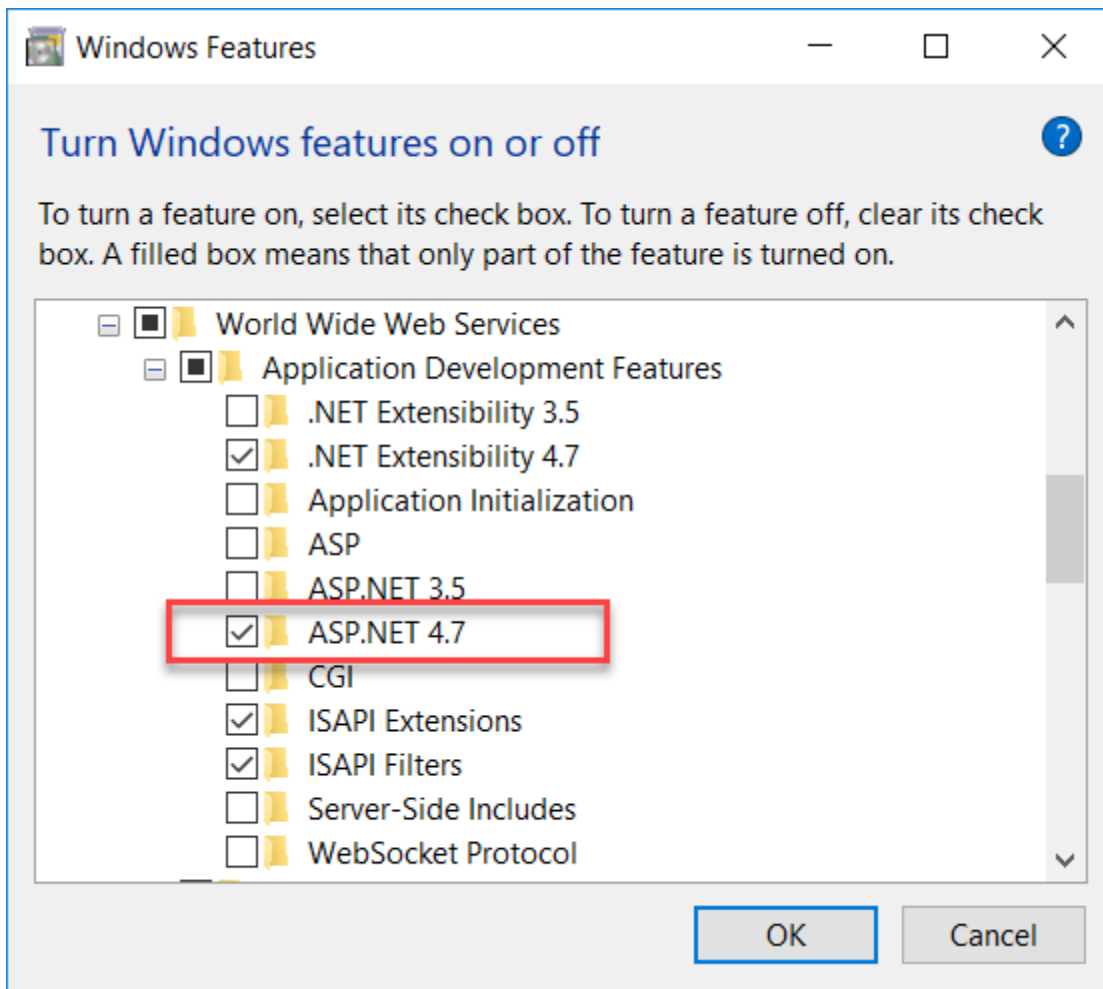 Windows Features
Turn Windows features on or off
?
To turn a feature on, select its check box. To turn a feature off, clear its check
box. A filled box means that only part of the feature is turned on.
World Wide Web Services
Application Development Features
.NET Extensibility 3.5
.NET Extensibility 4.7
Application Initialization
ASP
ASP.NET 3.5
ASP.NET 4.7
CGI
ISAPI Extensions
ISAPI Filters
Server-Side Includes
WebSocket Protocol
OK
Cancel